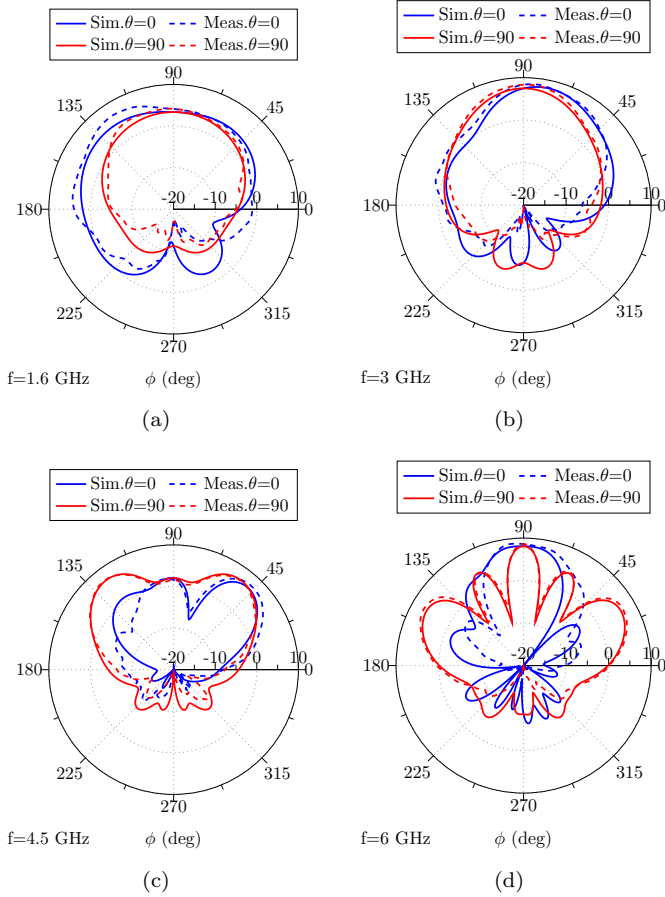 Sim.θ=0 Meas.θ=0
Sim.θ=90 Meas.θ=90
90
135 45
180 -20 -10 0 10 0
225 315
270
f=1.6 GHz ϕ (deg)
(a)
Sim.θ=0 Meas.θ=0
Sim.θ=90 Meas.θ=90
90
135 45
180 -20 -10 0 10 0
225 315
270
f=3 GHz ϕ (deg)
(b)
Sim.θ=0 Meas.θ=0
Sim.θ=90 Meas.θ=90
90
135 45
180 -20 -10 0 10 0
225 315
270
f=4.5 GHz ϕ (deg)
(c)
Sim.θ=0 Meas.θ=0
Sim.θ=90 Meas.θ=90
90
135 45
180 -20 -10 0 10 0
225 315
270
f=6 GHz ϕ (deg)
(d)